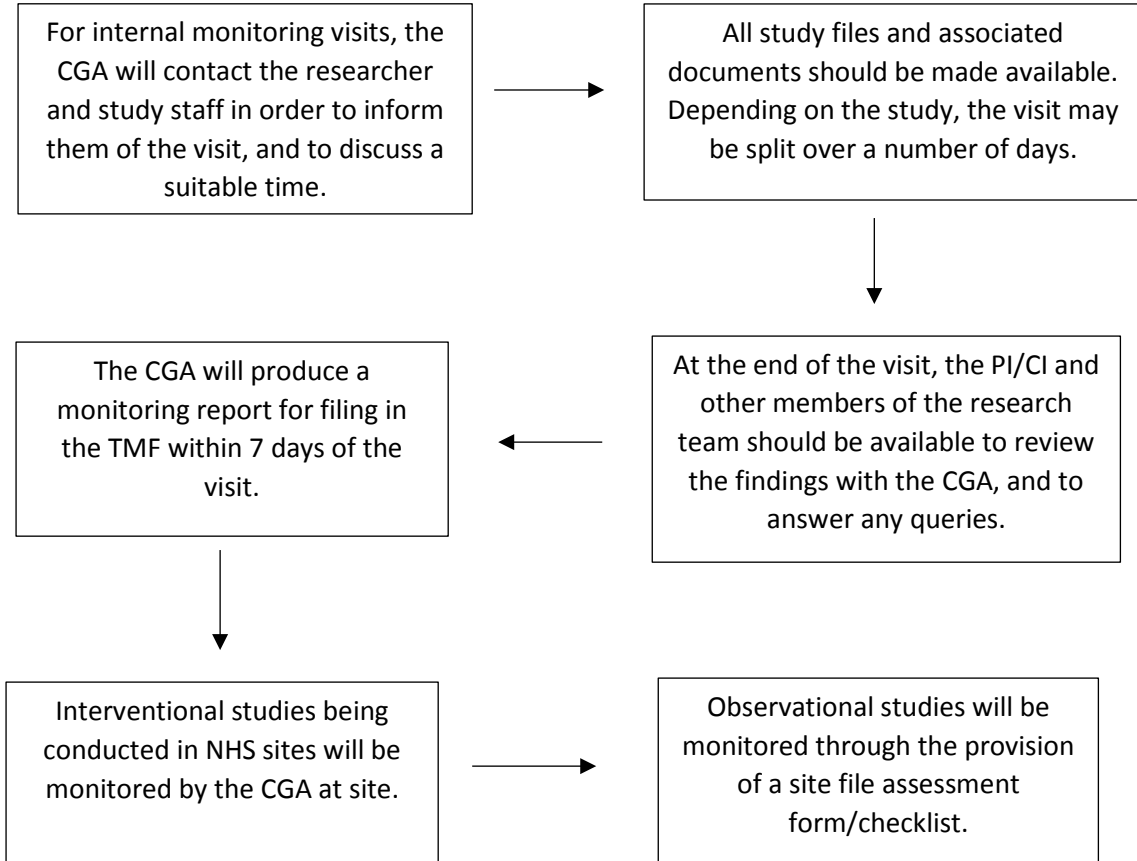 For internal monitoring visits, the
CGA will contact the researcher
and study staff in order to inform
them of the visit, and to discuss a
suitable time.
All study files and associated
documents should be made available.
Depending on the study, the visit may
be split over a number of days.
At the end of the visit, the PI/CI and
other members of the research
team should be available to review
the findings with the CGA, and to
answer any queries.
The CGA will produce a
monitoring report for filing in
the TMF within 7 days of the
visit.
Interventional studies being
conducted in NHS sites will be
monitored by the CGA at site.
Observational studies will be
monitored through the provision
of a site file assessment
form/checklist.